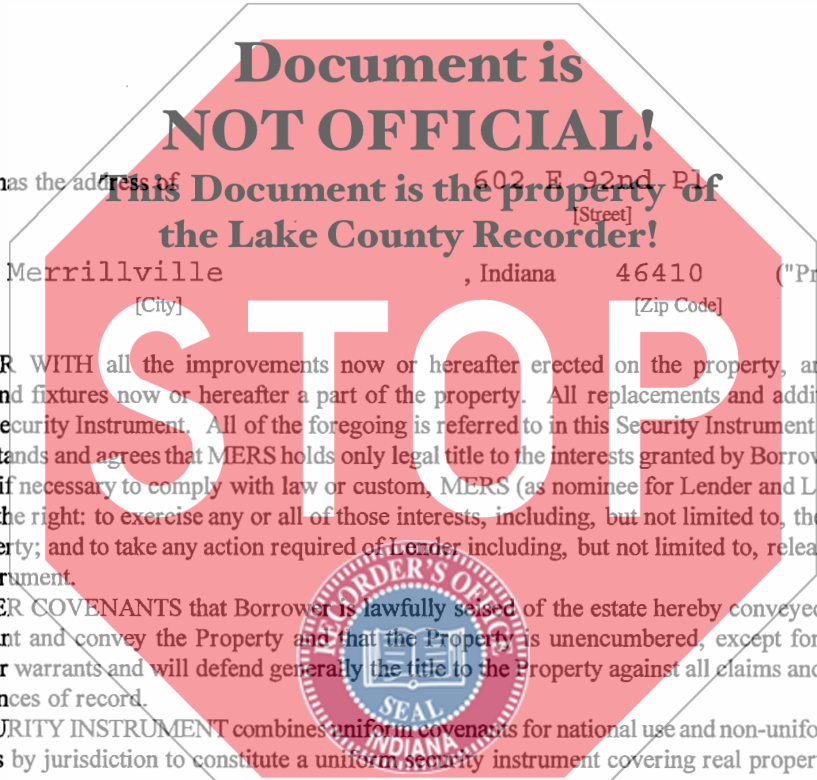 Document is
NOT OFFICIAL!
has the address of 602 E 92nd Pl
This Document is the property of
[Street]
the Lake County Recorder!
Merrillville , Indiana 46410 ("Pr
[City] [Zip Code]
STOP
R WITH all the improvements now or hereafter erected on the property, an
nd fixtures now or hereafter a part of the property. All replacements and addi
ecurity Instrument. All of the foregoing is referred to in this Security Instrument
tands and agrees that MERS holds only legal title to the interests granted by Borrow
if necessary to comply with law or custom, MERS (as nominee for Lender and L
he right: to exercise any or all of those interests, including, but not limited to, the
erty; and to take any action required of Lender including, but not limited to, relea
rument.
ER COVENANTS that Borrower is lawfully seised of the estate hereby conveyed
nt and convey the Property and that the Property is unencumbered, except for
r warrants and will defend generally the title to the Property against all claims and
nces of record.
URITY INSTRUMENT combines uniform covenants for national use and non-unifo
s by jurisdiction to constitute a uniform security instrument covering real proper
RECORDER'S OFFICE
SEAL
INDIANA